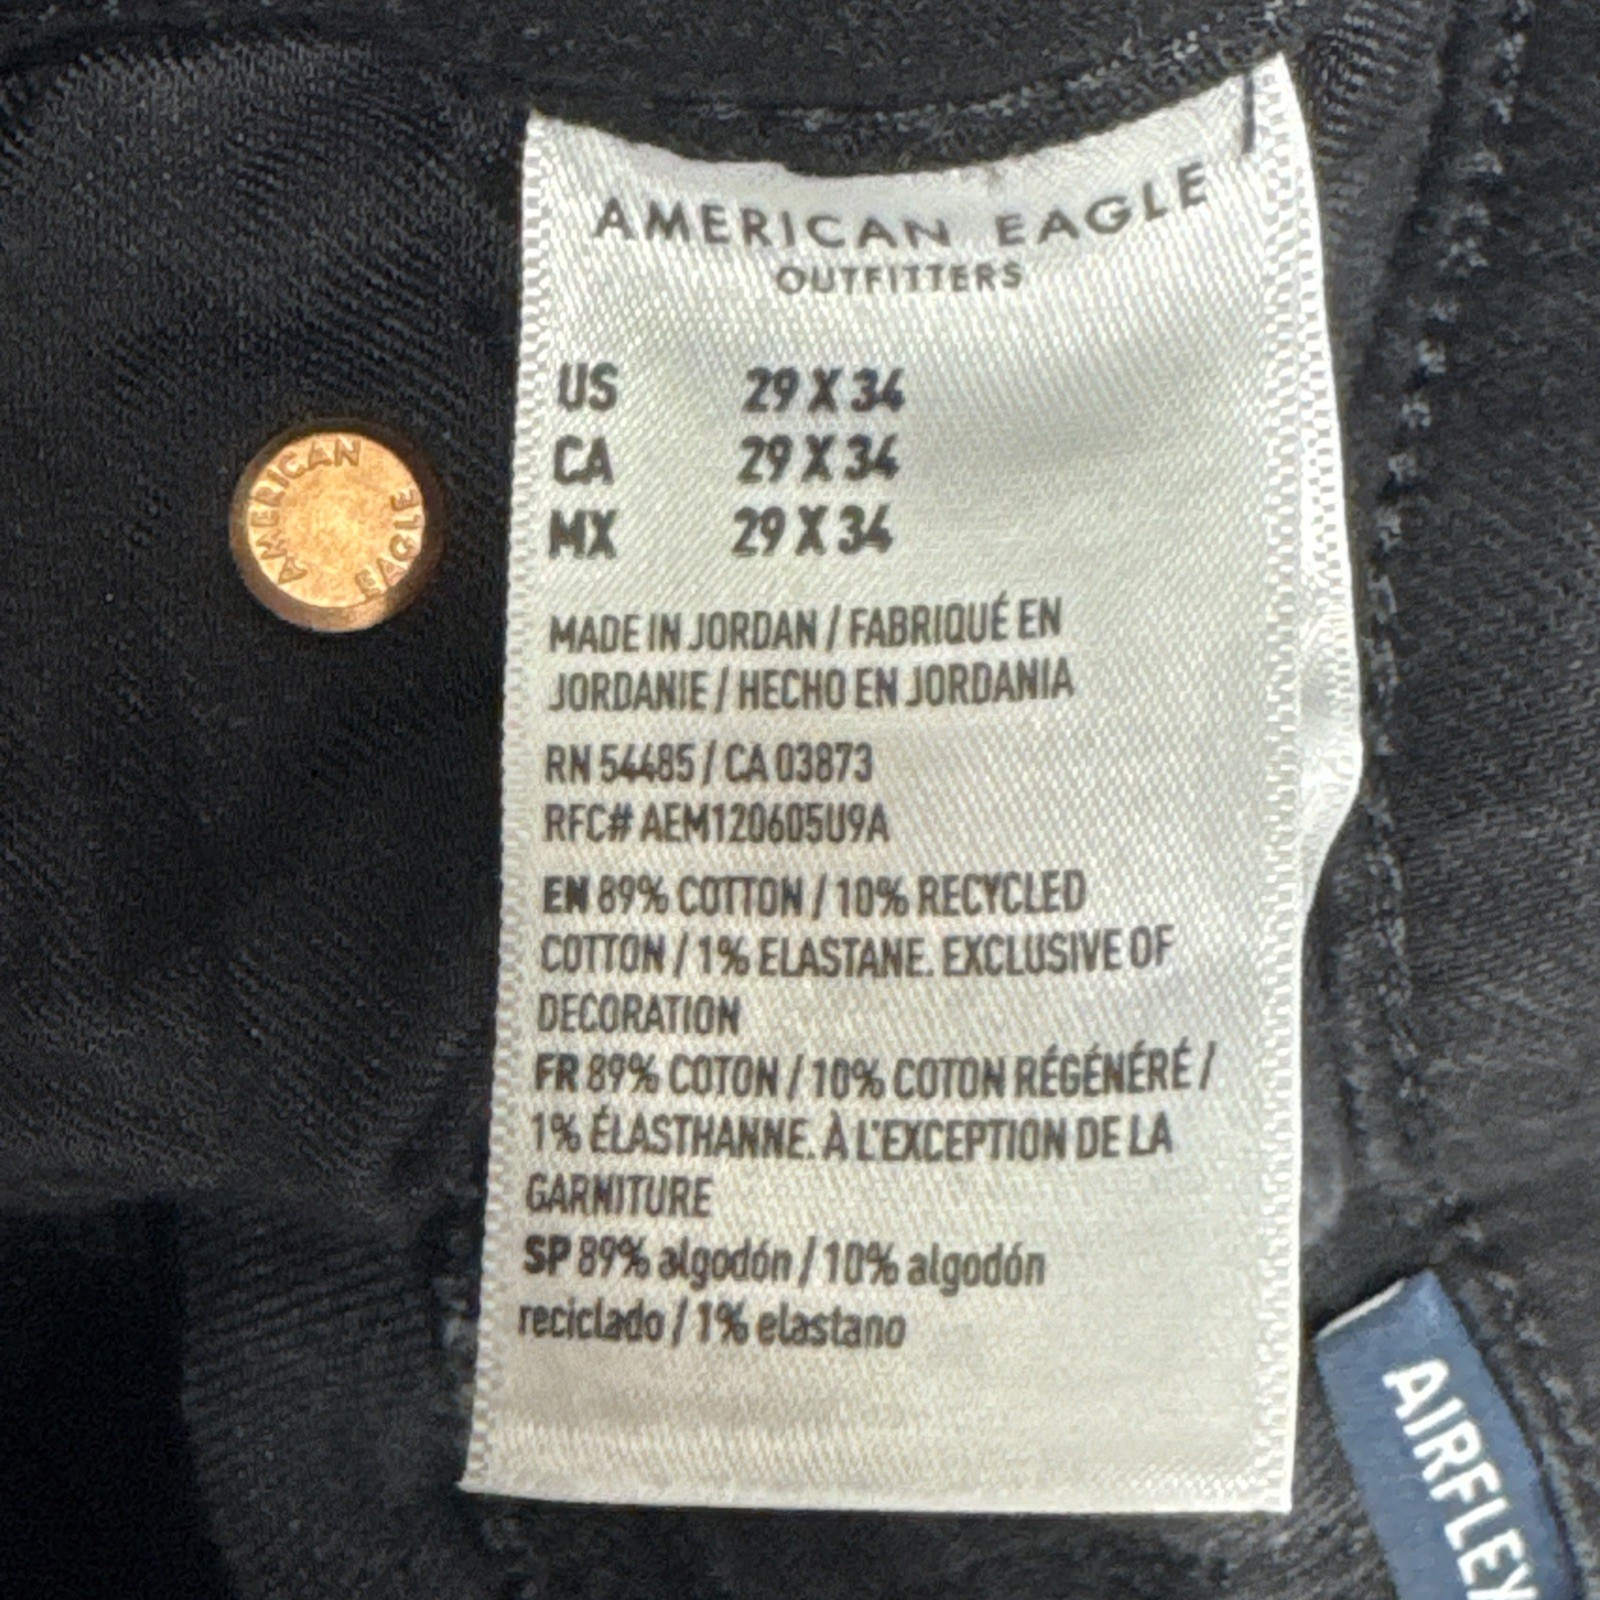 AMERICAN EAGLE
OUTFITTERS
US 29 X 34
CA 29 X 34
MX 29 X 34
MADE IN JORDAN / FABRIQUÉ EN
JORDANIE / HECHO EN JORDANIA
RN 54485 / CA 03873
RFC# AEM120605U9A
EN 89% COTTON / 10% RECYCLED
COTTON / 1% ELASTANE. EXCLUSIVE OF
DECORATION
FR 89% COTON / 10% COTON RÉGÉNÉRÉ /
1% ÉLASTHANNE. À L'EXCEPTION DE LA
GARNITURE
SP 89% algodón / 10% algodón
reciclado / 1% elastano
AMERICAN
EAGLE
AIRFLEX